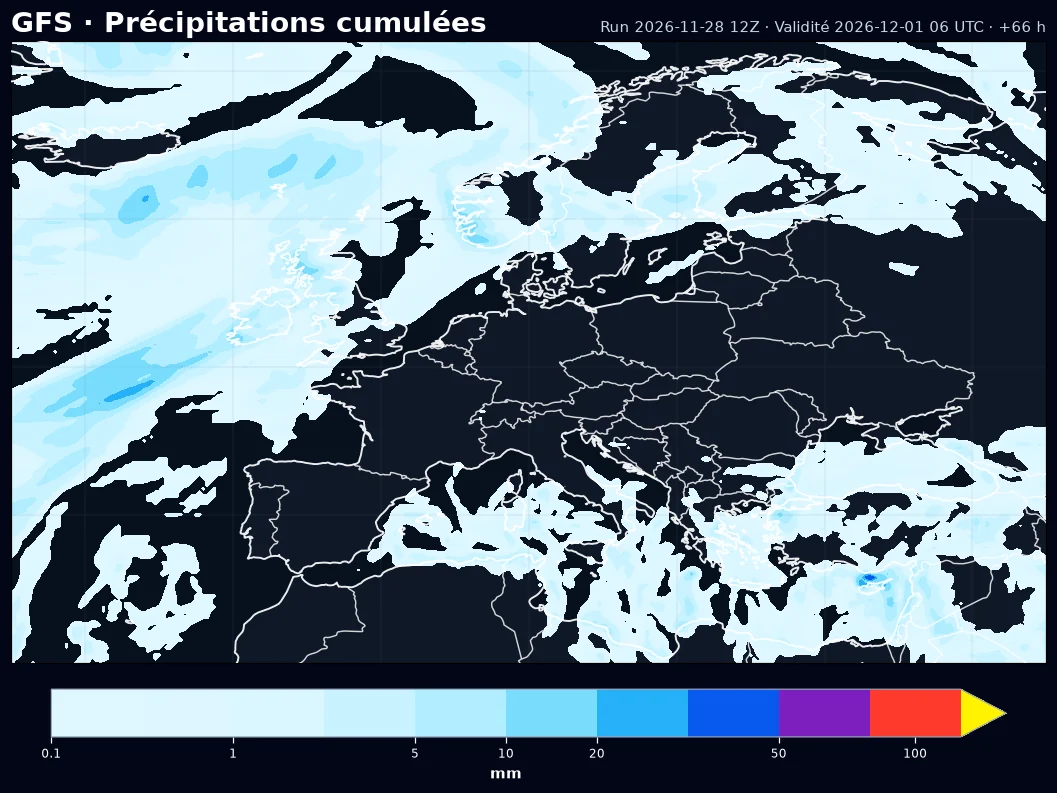 GFS · Précipitations cumulées
Run 2026-11-28 12Z · Validité 2026-12-01 06 UTC · +66 h
0.1 1 5 10 20 50 100
mm